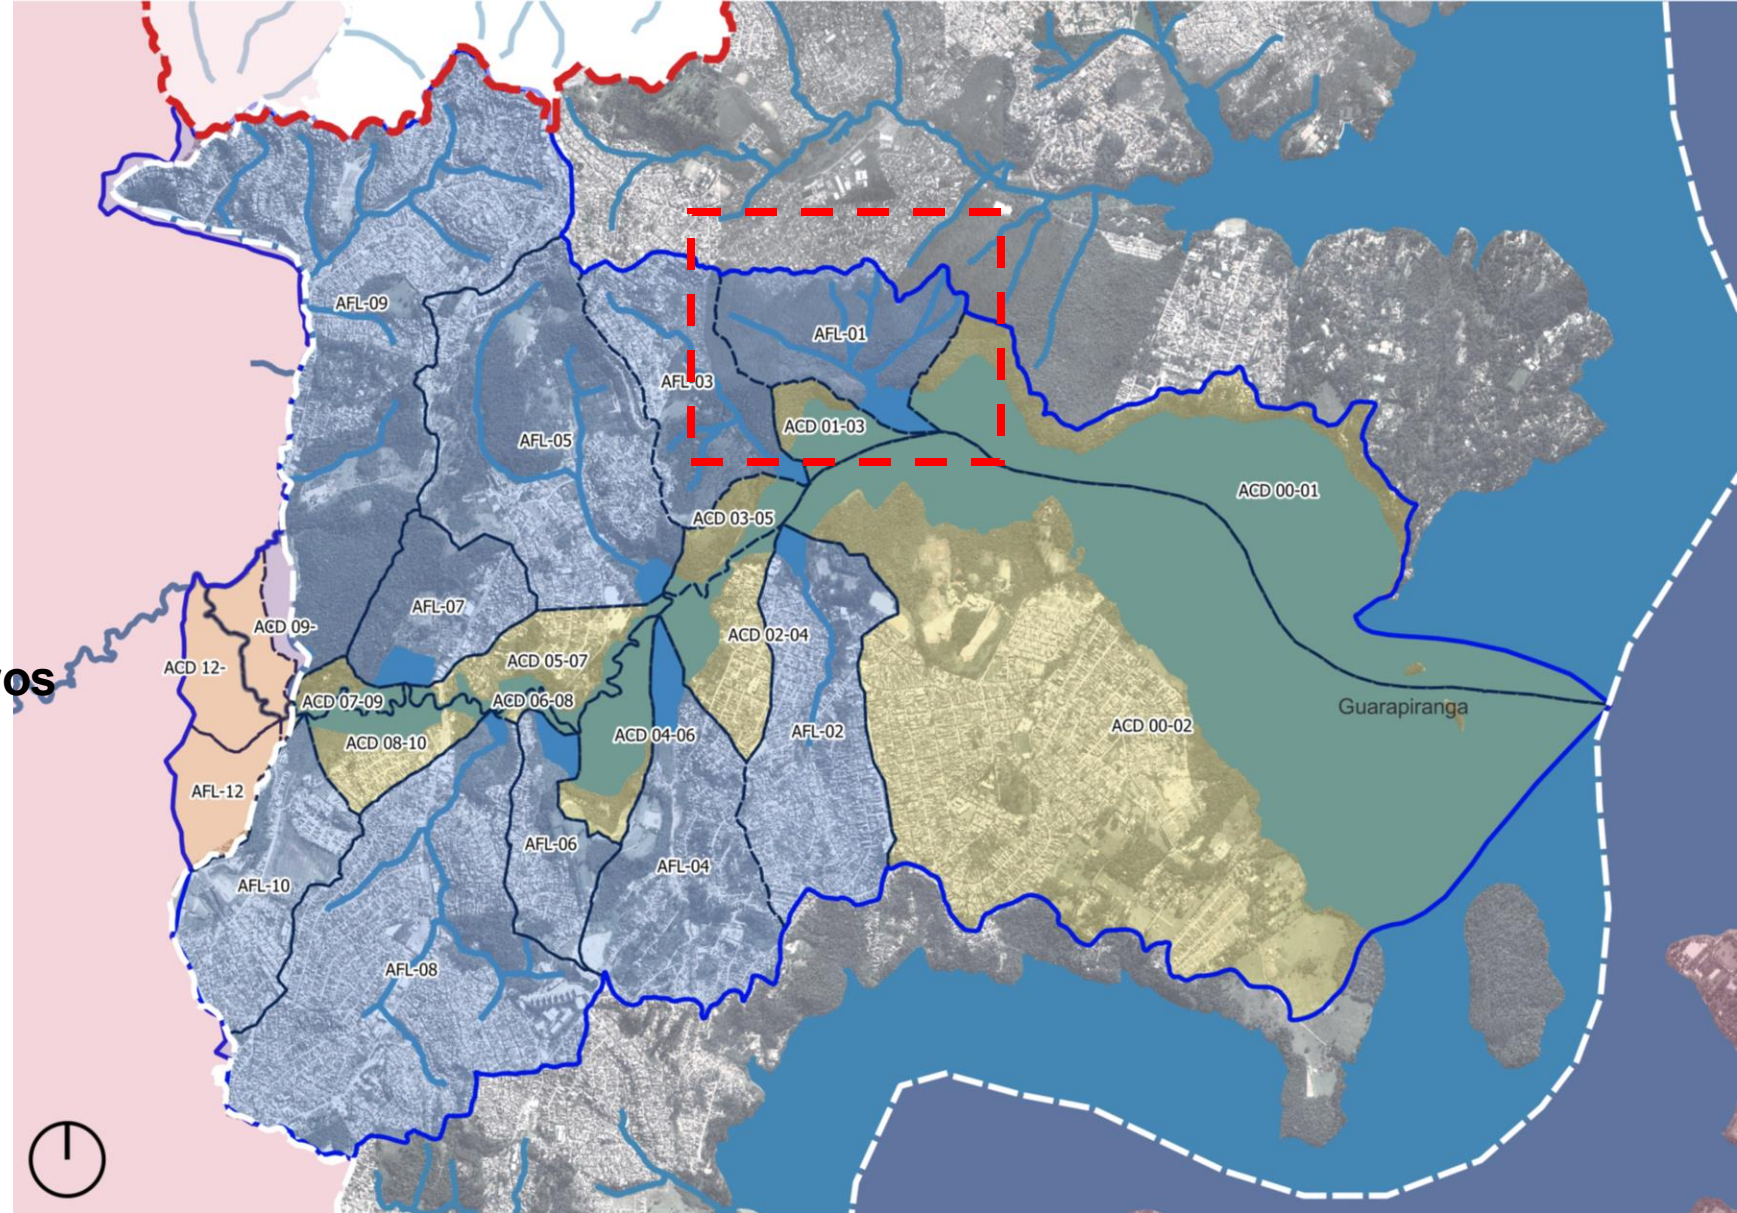 AFL-09
AFL-01
AFL-03
ACD 01-03
AFL-05
ACD 00-01
ACD 03-05
AFL-07
ACD 09-
ACD 02-04
ACD 12-
ACD 05-07
vos
ACD 07-09
ACD 06-08
Guarapiranga
ACD 00-02
AFL-02
ACD 04-06
ACD 08-10
AFL-12
AFL-06
AFL-04
AFL-10
AFL-08